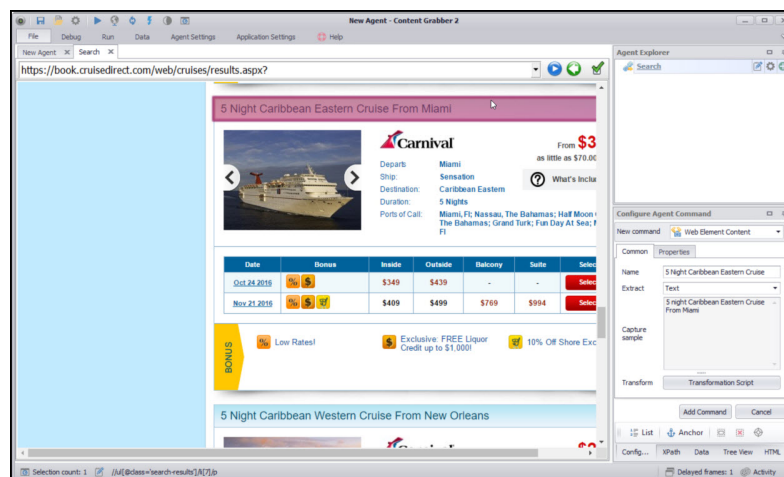 New Agent - Content Grabber 2
File Debug Run Data Agent Settings Application Settings Help
New Agent Search
https://book.cruisedirect.com/web/cruises/results.aspx?
5 Night Caribbean Eastern Cruise From Miami
Carnival
From $3
as little as $70.00
What's Inclu
Departs Miami
Ship: Sensation
Destination: Caribbean Eastern
Duration: 5 Nights
Ports of Call: Miami, Fl; Nassau, The Bahamas; Half Moon
The Bahamas; Grand Turk; Fun Day At Sea;
Fl
Date Bonus Inside Outside Balcony Suite Selec
Oct 24 2016 % $ $349 $439 - - Selec
Nov 21 2016 % $ $409 $499 $769 $994 Selec
BONUS
% Low Rates!
$ Exclusive: FREE Liquor
Credit up to $1,000!
10% Off Shore Exc
5 Night Caribbean Western Cruise From New Orleans
Agent Explorer
Search
Configure Agent Command
New command Web Element Content
Common Properties
Name 5 Night Caribbean Eastern Cruise
Extract Text
Capture
sample
5 night Caribbean Eastern Cruise
From Miami
Transform Transformation Script
Add Command Cancel
List Anchor
Config... XPath Data Tree View HTML
Selection count: 1 //ul[@class='search-results']/li[7]/p
Delayed frames: 1 Activity